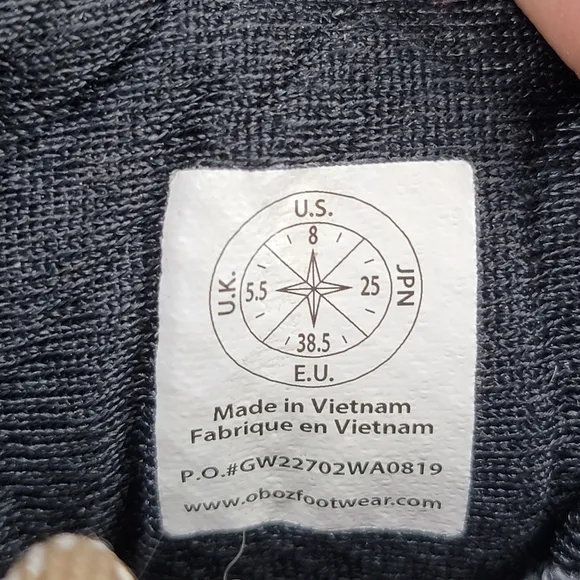 U.S.
8
U.K.
5.5
25
JPN
38.5
E.U.
Made in Vietnam
Fabrique en Vietnam
P.O.#GW22702WA0819
www.obozfootwear.com